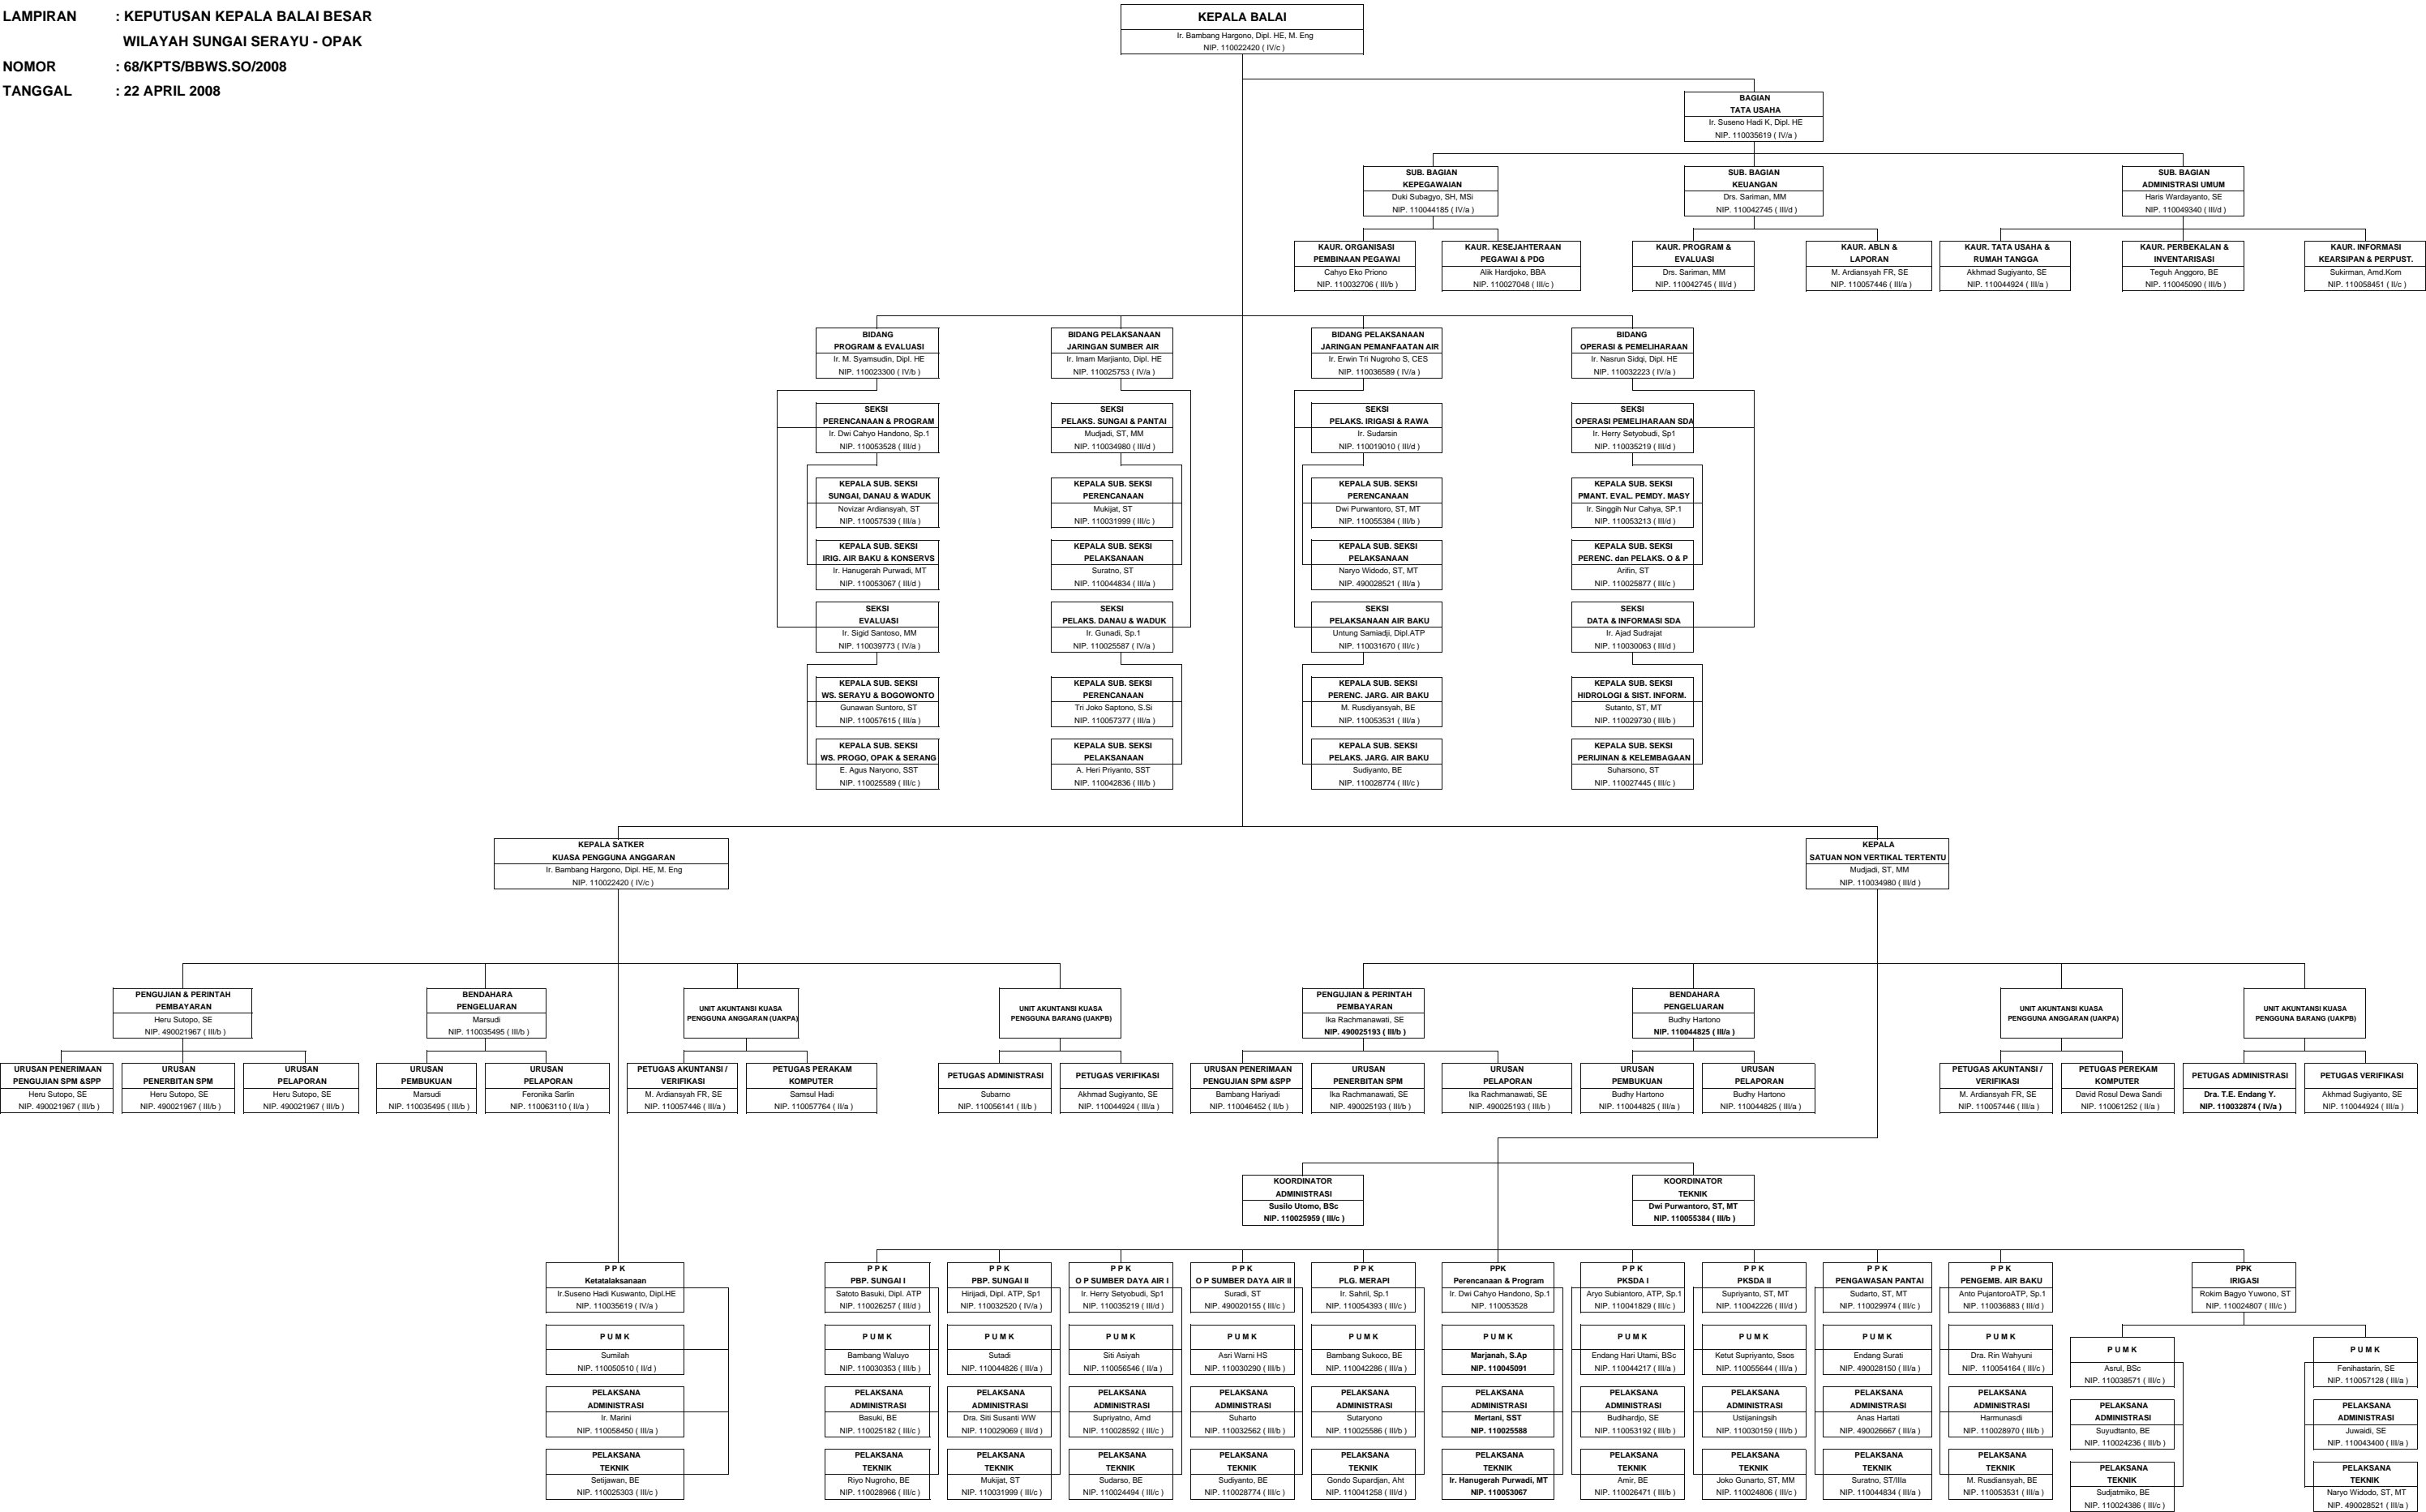 LAMPIRAN : KEPUTUSAN KEPALA BALAI BESAR
WILAYAH SUNGAI SERAYU - OPAK
NOMOR : 68/KPTS/BBWS.SO/2008
TANGGAL : 22 APRIL 2008
KEPALA BALAI
Ir. Bambang Hargono, Dipl. HE, M. Eng
NIP. 110022420 ( IV/c )
BAGIAN
TATA USAHA
Ir. Suseno Hadi K, Dipl. HE
NIP. 110035619 ( IV/a )
SUB. BAGIAN
KEPEGAWAIAN
Duki Subagyo, SH, MSi
NIP. 110044185 ( IV/a )
SUB. BAGIAN
KEUANGAN
Drs. Sariman, MM
NIP. 110042745 ( III/d )
SUB. BAGIAN
ADMINISTRASI UMUM
Haris Wardayanto, SE
NIP. 110049340 ( III/d )
KAUR. ORGANISASI
PEMBINAAN PEGAWAI
Cahyo Eko Priono
NIP. 110032706 ( III/b )
KAUR. KESEJAHTERAAN
PEGAWAI & PDG
Alik Hardjoko, BBA
NIP. 110027048 ( III/c )
KAUR. PROGRAM &
EVALUASI
Drs. Sariman, MM
NIP. 110042745 ( III/d )
KAUR. ABLN &
LAPORAN
M. Ardiansyah FR, SE
NIP. 110057446 ( III/a )
KAUR. TATA USAHA &
RUMAH TANGGA
Akhmad Sugiyanto, SE
NIP. 110044924 ( III/a )
KAUR. PERBEKALAN &
INVENTARISASI
Teguh Anggoro, BE
NIP. 110045090 ( III/b )
KAUR. INFORMASI
KEARSIPAN & PERPUST.
Sukirman, Amd.Kom
NIP. 110058451 ( II/c )
BIDANG
PROGRAM & EVALUASI
Ir. M. Syamsudin, Dipl. HE
NIP. 110023300 ( IV/b )
BIDANG PELAKSANAAN
JARINGAN SUMBER AIR
Ir. Imam Marjianto, Dipl. HE
NIP. 110025753 ( IV/a )
BIDANG PELAKSANAAN
JARINGAN PEMANFAATAN AIR
Ir. Erwin Tri Nugroho S, CES
NIP. 110036589 ( IV/a )
BIDANG
OPERASI & PEMELIHARAAN
Ir. Nasrun Sidqi, Dipl. HE
NIP. 110032223 ( IV/a )
SEKSI
PERENCANAAN & PROGRAM
Ir. Dwi Cahyo Handono, Sp.1
NIP. 110053528 ( III/d )
SEKSI
PELAKS. SUNGAI & PANTAI
Mudjadi, ST, MM
NIP. 110034980 ( III/d )
SEKSI
PELAKS. IRIGASI & RAWA
Ir. Sudarsin
NIP. 110019010 ( III/d )
SEKSI
OPERASI PEMELIHARAAN SDA
Ir. Herry Setyobudi, Sp1
NIP. 110035219 ( III/d )
KEPALA SUB. SEKSI
SUNGAI, DANAU & WADUK
Novizar Ardiansyah, ST
NIP. 110057539 ( III/a )
KEPALA SUB. SEKSI
PERENCANAAN
Mukijat, ST
NIP. 110031999 ( III/c )
KEPALA SUB. SEKSI
PERENCANAAN
Dwi Purwantoro, ST, MT
NIP. 110055384 ( III/b )
KEPALA SUB. SEKSI
PMANT. EVAL. PEMDY. MASY
Ir. Singgih Nur Cahya, SP.1
NIP. 110053213 ( III/d )
KEPALA SUB. SEKSI
IRIG. AIR BAKU & KONSERVS
Ir. Hanugerah Purwadi, MT
NIP. 110053067 ( III/d )
KEPALA SUB. SEKSI
PELAKSANAAN
Suratno, ST
NIP. 110044834 ( III/a )
KEPALA SUB. SEKSI
PELAKSANAAN
Naryo Widodo, ST, MT
NIP. 490028521 ( III/a )
KEPALA SUB. SEKSI
PERENC. dan PELAKS. O & P
Arifin, ST
NIP. 110025877 ( III/c )
SEKSI
EVALUASI
Ir. Sigid Santoso, MM
NIP. 110039773 ( IV/a )
SEKSI
PELAKS. DANAU & WADUK
Ir. Gunadi, Sp.1
NIP. 110025587 ( IV/a )
SEKSI
PELAKSANAAN AIR BAKU
Untung Samiadji, Dipl.ATP
NIP. 110031670 ( III/c )
SEKSI
DATA & INFORMASI SDA
Ir. Ajad Sudrajat
NIP. 110030063 ( III/d )
KEPALA SUB. SEKSI
WS. SERAYU & BOGOWONTO
Gunawan Suntoro, ST
NIP. 110057615 ( III/a )
KEPALA SUB. SEKSI
PERENCANAAN
Tri Joko Saptono, S.Si
NIP. 110057377 ( III/a )
KEPALA SUB. SEKSI
PERENC. JARG. AIR BAKU
M. Rusdiyansyah, BE
NIP. 110053531 ( III/a )
KEPALA SUB. SEKSI
HIDROLOGI & SIST. INFORM.
Sutanto, ST, MT
NIP. 110029730 ( III/b )
KEPALA SUB. SEKSI
WS. PROGO, OPAK & SERANG
E. Agus Naryono, SST
NIP. 110025589 ( III/c )
KEPALA SUB. SEKSI
PELAKSANAAN
A. Heri Priyanto, SST
NIP. 110042836 ( III/b )
KEPALA SUB. SEKSI
PELAKS. JARG. AIR BAKU
Sudiyanto, BE
NIP. 110028774 ( III/c )
KEPALA SUB. SEKSI
PERIJINAN & KELEMBAGAAN
Suharsono, ST
NIP. 110027445 ( III/c )
KEPALA SATKER
KUASA PENGGUNA ANGGARAN
Ir. Bambang Hargono, Dipl. HE, M. Eng
NIP. 110022420 ( IV/c )
KEPALA
SATUAN NON VERTIKAL TERTENTU
Mudjadi, ST, MM
NIP. 110034980 ( III/d )
PENGUJIAN & PERINTAH
PEMBAYARAN
Heru Sutopo, SE
NIP. 490021967 ( III/b )
BENDAHARA
PENGELUARAN
Marsudi
NIP. 110035495 ( III/b )
UNIT AKUNTANSI KUASA
PENGGUNA ANGGARAN (UAKPA)
UNIT AKUNTANSI KUASA
PENGGUNA BARANG (UAKPB)
PENGUJIAN & PERINTAH
PEMBAYARAN
Ika Rachmanawati, SE
NIP. 490025193 ( III/b )
BENDAHARA
PENGELUARAN
Budhy Hartono
NIP. 110044825 ( III/a )
UNIT AKUNTANSI KUASA
PENGGUNA ANGGARAN (UAKPA)
UNIT AKUNTANSI KUASA
PENGGUNA BARANG (UAKPB)
URUSAN PENERIMAAN
PENGUJIAN SPM &SPP
Heru Sutopo, SE
NIP. 490021967 ( III/b )
URUSAN
PENERBITAN SPM
Heru Sutopo, SE
NIP. 490021967 ( III/b )
URUSAN
PELAPORAN
Heru Sutopo, SE
NIP. 490021967 ( III/b )
URUSAN
PEMBUKUAN
Marsudi
NIP. 110035495 ( III/b )
URUSAN
PELAPORAN
Feronika Sarlin
NIP. 110063110 ( II/a )
PETUGAS AKUNTANSI /
VERIFIKASI
M. Ardiansyah FR, SE
NIP. 110057446 ( III/a )
PETUGAS PERAKAM
KOMPUTER
Samsul Hadi
NIP. 110057764 ( II/a )
PETUGAS ADMINISTRASI
Subarno
NIP. 110056141 ( II/b )
PETUGAS VERIFIKASI
Akhmad Sugiyanto, SE
NIP. 110044924 ( III/a )
URUSAN PENERIMAAN
PENGUJIAN SPM &SPP
Bambang Hariyadi
NIP. 110046452 ( II/b )
URUSAN
PENERBITAN SPM
Ika Rachmanawati, SE
NIP. 490025193 ( III/b )
URUSAN
PELAPORAN
Ika Rachmanawati, SE
NIP. 490025193 ( III/b )
URUSAN
PEMBUKUAN
Budhy Hartono
NIP. 110044825 ( III/a )
URUSAN
PELAPORAN
Budhy Hartono
NIP. 110044825 ( III/a )
PETUGAS AKUNTANSI /
VERIFIKASI
M. Ardiansyah FR, SE
NIP. 110057446 ( III/a )
PETUGAS PEREKAM
KOMPUTER
David Rosul Dewa Sandi
NIP. 110061252 ( II/a )
PETUGAS ADMINISTRASI
Dra. T.E. Endang Y.
NIP. 110032874 ( IV/a )
PETUGAS VERIFIKASI
Akhmad Sugiyanto, SE
NIP. 110044924 ( III/a )
KOORDINATOR
ADMINISTRASI
Susilo Utomo, BSc
NIP. 110025959 ( III/c )
KOORDINATOR
TEKNIK
Dwi Purwantoro, ST, MT
NIP. 110055384 ( III/b )
P P K
Ketatalaksanaan
Ir.Suseno Hadi Kuswanto, Dipl.HE
NIP. 110035619 ( IV/a )
P U M K
Sumilah
NIP. 110050510 ( II/d )
PELAKSANA
ADMINISTRASI
Ir. Marini
NIP. 110058450 ( III/a )
PELAKSANA
TEKNIK
Setijawan, BE
NIP. 110025303 ( III/c )
P P K
PBP. SUNGAI I
Satoto Basuki, Dipl. ATP
NIP. 110026257 ( III/d )
P U M K
Bambang Waluyo
NIP. 110030353 ( III/b )
PELAKSANA
ADMINISTRASI
Basuki, BE
NIP. 110025182 ( III/c )
PELAKSANA
TEKNIK
Riyo Nugroho, BE
NIP. 110028966 ( III/c )
P P K
PBP. SUNGAI II
Hirijadi, Dipl. ATP, Sp1
NIP. 110032520 ( IV/a )
P U M K
Sutadi
NIP. 110044826 ( III/a )
PELAKSANA
ADMINISTRASI
Dra. Siti Susanti WW
NIP. 110029069 ( III/d )
PELAKSANA
TEKNIK
Mukijat, ST
NIP. 110031999 ( III/c )
P P K
O P SUMBER DAYA AIR I
Ir. Herry Setyobudi, Sp1
NIP. 110035219 ( III/d )
P U M K
Siti Asiyah
NIP. 110056546 ( II/a )
PELAKSANA
ADMINISTRASI
Supriyatno, Amd
NIP. 110028592 ( III/c )
PELAKSANA
TEKNIK
Sudarso, BE
NIP. 110024494 ( III/c )
P P K
O P SUMBER DAYA AIR II
Suradi, ST
NIP. 490020155 ( III/c )
P U M K
Asri Warni HS
NIP. 110030290 ( III/b )
PELAKSANA
ADMINISTRASI
Suharto
NIP. 110032562 ( III/b )
PELAKSANA
TEKNIK
Sudiyanto, BE
NIP. 110028774 ( III/c )
P P K
PLG. MERAPI
Ir. Sahril, Sp.1
NIP. 110054393 ( III/c )
P U M K
Bambang Sukoco, BE
NIP. 110042286 ( III/a )
PELAKSANA
ADMINISTRASI
Sutaryono
NIP. 110025586 ( III/b )
PELAKSANA
TEKNIK
Gondo Supardjan, Aht
NIP. 110041258 ( III/d )
PPK
Perencanaan & Program
Ir. Dwi Cahyo Handono, Sp.1
NIP. 110053528
P U M K
Marjanah, S.Ap
NIP. 110045091
PELAKSANA
ADMINISTRASI
Mertani, SST
NIP. 110025588
PELAKSANA
TEKNIK
Ir. Hanugerah Purwadi, MT
NIP. 110053067
P P K
PKSDA I
Aryo Subiantoro, ATP, Sp.1
NIP. 110041829 ( III/c )
P U M K
Endang Hari Utami, BSc
NIP. 110044217 ( III/a )
PELAKSANA
ADMINISTRASI
Budihardjo, SE
NIP. 110053192 ( III/b )
PELAKSANA
TEKNIK
Amir, BE
NIP. 110026471 ( III/b )
P P K
PKSDA II
Supriyanto, ST, MT
NIP. 110042226 ( III/d )
P U M K
Ketut Supriyanto, Ssos
NIP. 110055644 ( III/a )
PELAKSANA
ADMINISTRASI
Ustijaningsih
NIP. 110030159 ( III/b )
PELAKSANA
TEKNIK
Joko Gunarto, ST, MM
NIP. 110024806 ( III/c )
P P K
PENGAWASAN PANTAI
Sudarto, ST, MT
NIP. 110029974 ( III/c )
P U M K
Endang Surati
NIP. 490028150 ( III/a )
PELAKSANA
ADMINISTRASI
Anas Hartati
NIP. 490026667 ( III/a )
PELAKSANA
TEKNIK
Suratno, ST/IIIa
NIP. 110044834 ( III/a )
P P K
PENGEMB. AIR BAKU
Anto PujantoroATP, Sp.1
NIP. 110036883 ( III/d )
P U M K
Dra. Rin Wahyuni
NIP. 110054164 ( III/c )
PELAKSANA
ADMINISTRASI
Harmunasdi
NIP. 110028970 ( III/b )
PELAKSANA
TEKNIK
M. Rusdiansyah, BE
NIP. 110053531 ( III/a )
PPK
IRIGASI
Rokim Bagyo Yuwono, ST
NIP. 110024807 ( III/c )
P U M K
Asrul, BSc
NIP. 110038571 ( III/c )
PELAKSANA
ADMINISTRASI
Suyudtanto, BE
NIP. 110024236 ( III/b )
PELAKSANA
TEKNIK
Sudjatmiko, BE
NIP. 110024386 ( III/c )
P U M K
Fenihastarin, SE
NIP. 110057128 ( III/a )
PELAKSANA
ADMINISTRASI
Juwaidi, SE
NIP. 110043400 ( III/a )
PELAKSANA
TEKNIK
Naryo Widodo, ST, MT
NIP. 490028521 ( III/a )